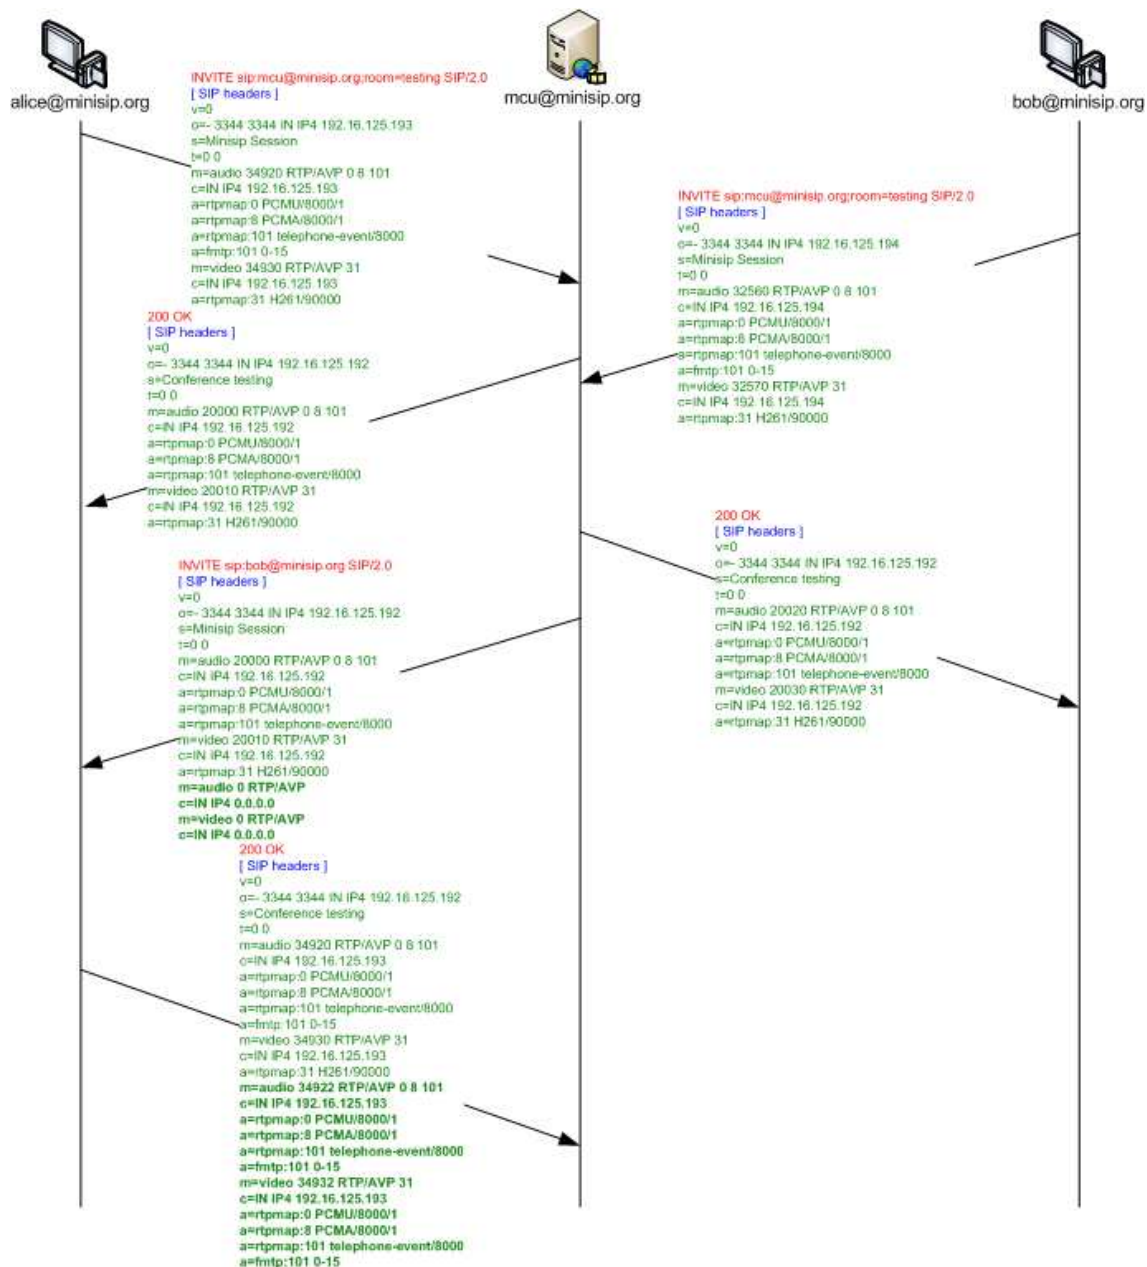 alice@minisip.org
mcu@minisip.org
bob@minisip.org
INVITE sip:mcu@minisip.org;room=testing SIP/2.0
[ SIP headers ]
v=0
o=- 3344 3344 IN IP4 192.16.125.193
s=Minisip Session
t=0 0
m=audio 34920 RTP/AVP 0 8 101
c=IN IP4 192.16.125.193
a=rtpmap:0 PCMU/8000/1
a=rtpmap:8 PCMA/8000/1
a=rtpmap:101 telephone-event/8000
a=fmtp:101 0-15
m=video 34930 RTP/AVP 31
c=IN IP4 192.16.125.193
a=rtpmap:31 H261/90000
INVITE sip:mcu@minisip.org;room=testing SIP/2.0
[ SIP headers ]
v=0
o=- 3344 3344 IN IP4 192.16.125.194
s=Minisip Session
t=0 0
m=audio 32560 RTP/AVP 0 8 101
c=IN IP4 192.16.125.194
a=rtpmap:0 PCMU/8000/1
a=rtpmap:8 PCMA/8000/1
a=rtpmap:101 telephone-event/8000
a=fmtp:101 0-15
m=video 32570 RTP/AVP 31
c=IN IP4 192.16.125.194
a=rtpmap:31 H261/90000
200 OK
[ SIP headers ]
v=0
o=- 3344 3344 IN IP4 192.16.125.192
s=Conference testing
t=0 0
m=audio 20000 RTP/AVP 0 8 101
c=IN IP4 192.16.125.192
a=rtpmap:0 PCMU/8000/1
a=rtpmap:8 PCMA/8000/1
a=rtpmap:101 telephone-event/8000
m=video 20010 RTP/AVP 31
c=IN IP4 192.16.125.192
a=rtpmap:31 H261/90000
200 OK
[ SIP headers ]
v=0
o=- 3344 3344 IN IP4 192.16.125.192
s=Conference testing
t=0 0
m=audio 20020 RTP/AVP 0 8 101
c=IN IP4 192.16.125.192
a=rtpmap:0 PCMU/8000/1
a=rtpmap:8 PCMA/8000/1
a=rtpmap:101 telephone-event/8000
m=video 20030 RTP/AVP 31
c=IN IP4 192.16.125.192
a=rtpmap:31 H261/90000
INVITE sip:bob@minisip.org SIP/2.0
[ SIP headers ]
v=0
o=- 3344 3344 IN IP4 192.16.125.192
s=Minisip Session
t=0 0
m=audio 20000 RTP/AVP 0 8 101
c=IN IP4 192.16.125.192
a=rtpmap:0 PCMU/8000/1
a=rtpmap:8 PCMA/8000/1
a=rtpmap:101 telephone-event/8000
m=video 20010 RTP/AVP 31
c=IN IP4 192.16.125.192
a=rtpmap:31 H261/90000
m=audio 0 RTP/AVP
c=IN IP4 0.0.0.0
m=video 0 RTP/AVP
c=IN IP4 0.0.0.0
200 OK
[ SIP headers ]
v=0
o=- 3344 3344 IN IP4 192.16.125.192
s=Conference testing
t=0 0
m=audio 34920 RTP/AVP 0 8 101
c=IN IP4 192.16.125.193
a=rtpmap:0 PCMU/8000/1
a=rtpmap:8 PCMA/8000/1
a=rtpmap:101 telephone-event/8000
a=fmtp:101 0-15
m=video 34930 RTP/AVP 31
c=IN IP4 192.16.125.193
a=rtpmap:31 H261/90000
m=audio 34922 RTP/AVP 0 8 101
c=IN IP4 192.16.125.193
a=rtpmap:0 PCMU/8000/1
a=rtpmap:8 PCMA/8000/1
a=rtpmap:101 telephone-event/8000
a=fmtp:101 0-15
m=video 34932 RTP/AVP 31
c=IN IP4 192.16.125.193
a=rtpmap:0 PCMU/8000/1
a=rtpmap:8 PCMA/8000/1
a=rtpmap:101 telephone-event/8000
a=fmtp:101 0-15